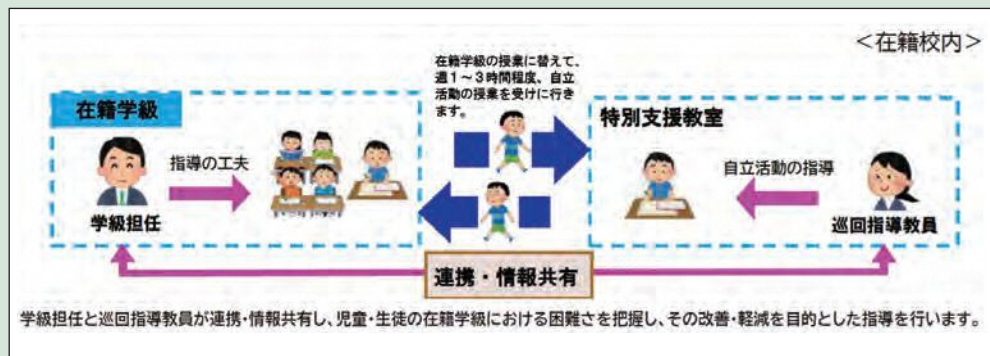 ＜在籍校内＞
在籍学級の授業に替えて、
週１～３時間程度、自立
活動の授業を受けに行き
ます。
在籍学級
指導の工夫
学級担任
特別支援教室
自立活動の指導
巡回指導教員
連携・情報共有
学級担任と巡回指導教員が連携・情報共有し、児童・生徒の在籍学級における困難さを把握し、その改善・軽減を目的とした指導を行います。